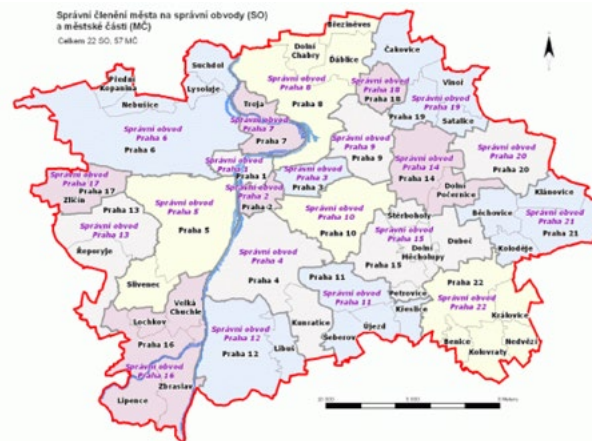 Správní členění města na správní obvody (SO)
a městské části (MČ)
Celkem 22 SO, 57 MČ
Březiněves
Dolní
Chabry
Ďáblice
Čakovice
Suchdol
Lysolaje
Přední
Kopanina
Nebušice
Správní obvod
Praha 6
Praha 6
Troja
Správní obvod
Praha 7
Praha 7
Správní obvod
Praha 8
Praha 8
Správní obvod
Praha 18
Praha 18
Vinoř
Správní obvod
Praha 19
Praha 19
Satalice
Správní obvod
Praha 9
Praha 9
Správní obvod
Praha 20
Praha 20
Správní obvod
Praha 14
Praha 14
Dolní
Počernice
Klánovice
Běchovice
Správní obvod
Praha 21
Praha 21
Koloděje
Správní obvod
Praha 17
Praha 17
Zličín
Praha 13
Správní obvod
Praha 13
Řeporyje
Správní obvod
Praha 5
Praha 5
Slivenec
Správní obvod
Praha 1
Praha 1
Správní obvod
Praha 2
Praha 2
Správní obvod
Praha 3
Praha 3
Správní obvod
Praha 10
Praha 10
Štěrboholy
Správní obvod
Praha 15
Praha 15
Dolní
Měcholupy
Dubeč
Petrovice
Křeslice
Správní obvod
Praha 4
Praha 4
Kunratice
Praha 11
Správní obvod
Praha 11
Újezd
Šeberov
Praha 22
Správní obvod
Praha 22
Královice
Nedvězí
Benice
Kolovraty
Velká
Chuchle
Lochkov
Praha 16
Správní obvod
Praha 16
Zbraslav
Lipence
Správní obvod
Praha 12
Praha 12
Libuš